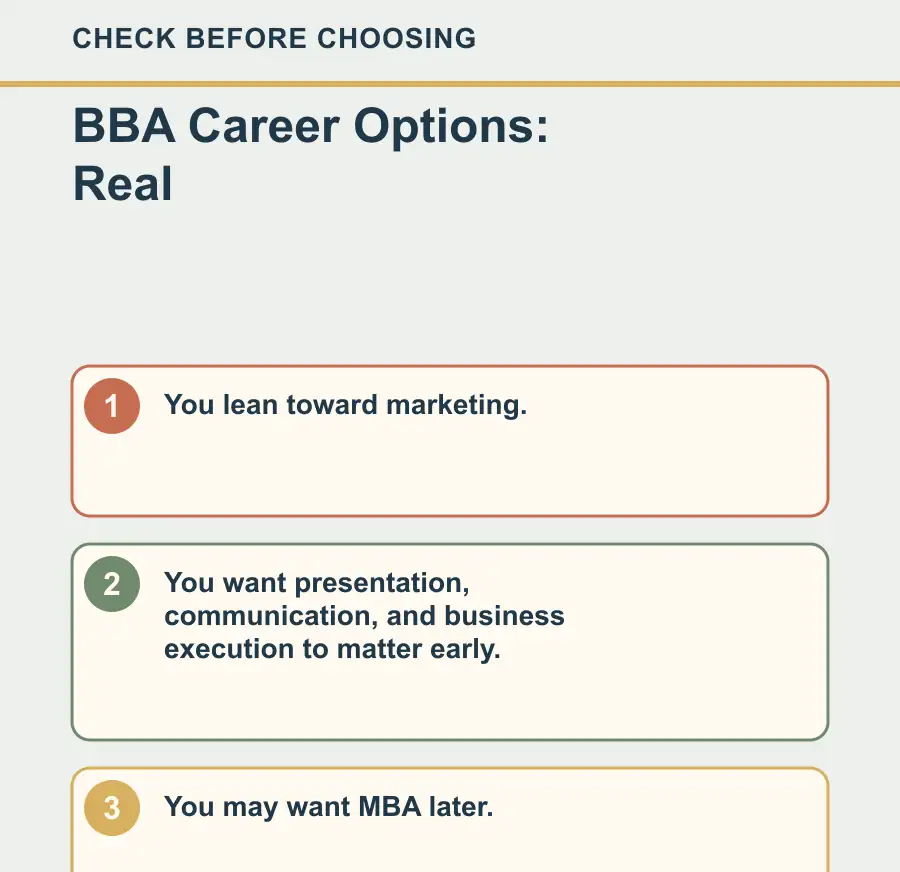 CHECK BEFORE CHOOSING
BBA Career Options:
Real
1
You lean toward marketing.
2
You want presentation,
communication, and business
execution to matter early.
3
You may want MBA later.